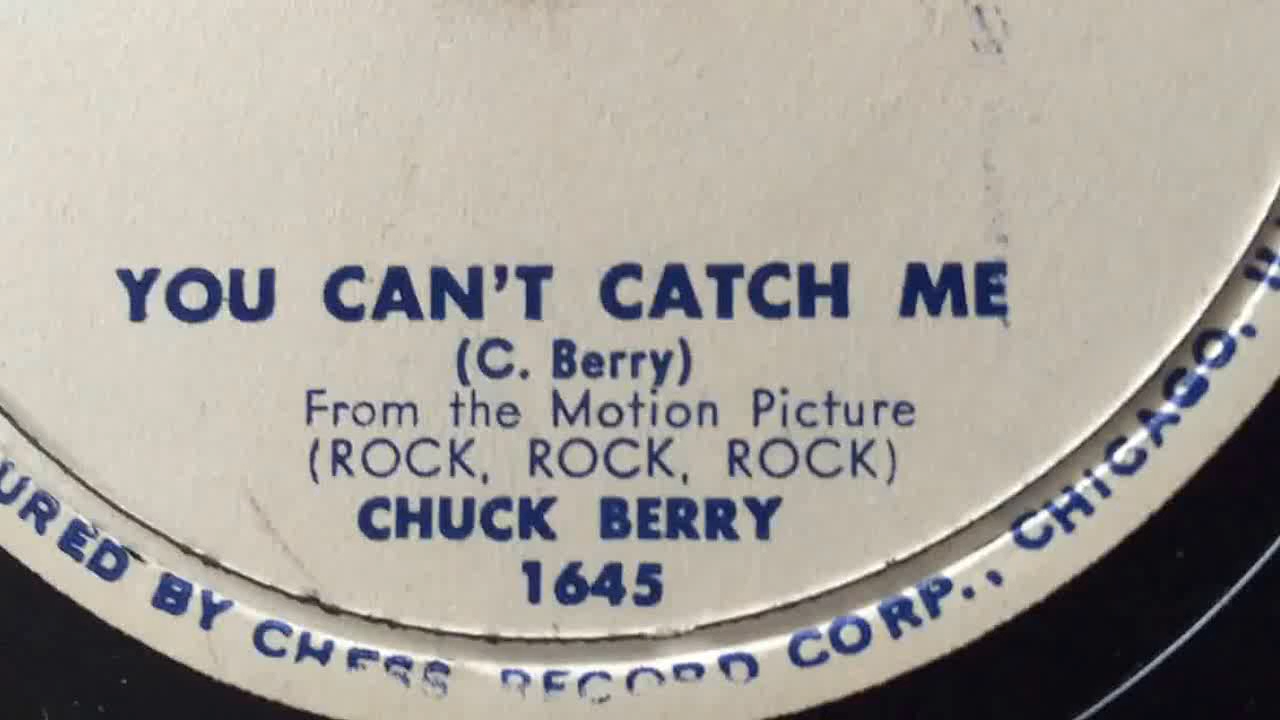 YOU CAN'T CATCH ME
(C. Berry)
From the Motion Picture
(ROCK, ROCK, ROCK)
CHUCK BERRY
1645
URED BY CHESS RECORD CORP., CHICAGO,